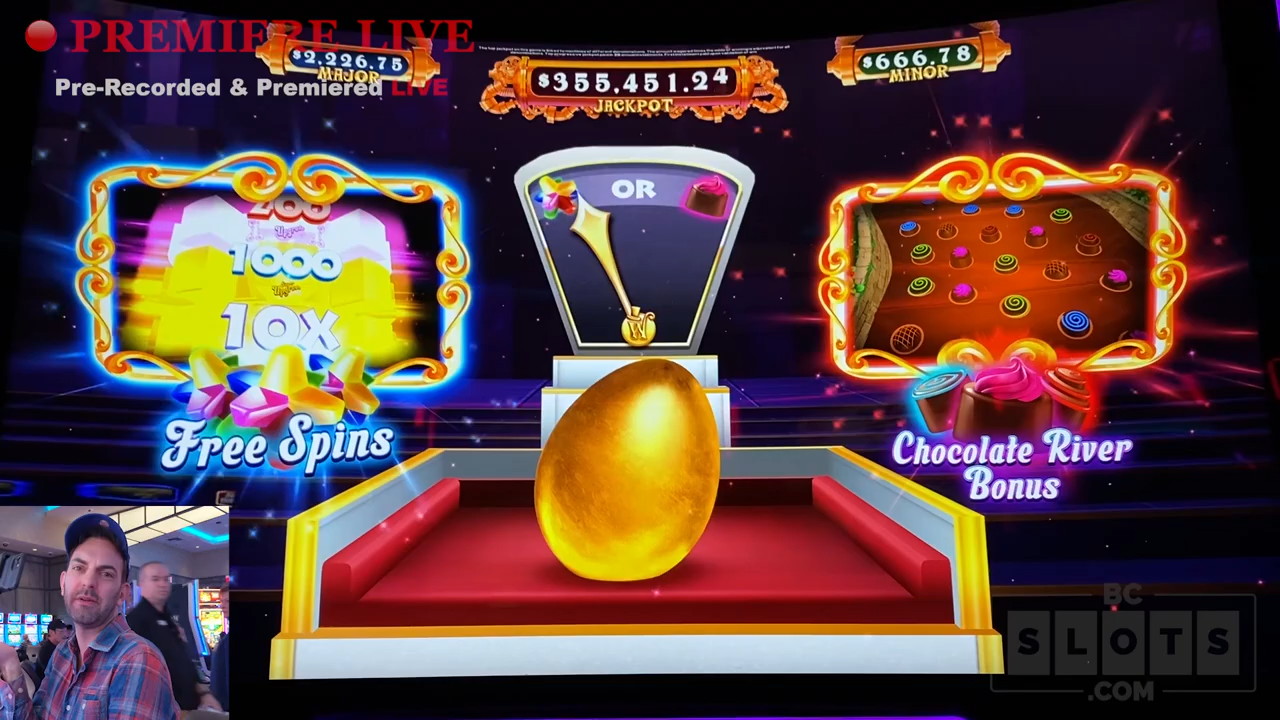 PREMIERE LIVE
Pre-Recorded & Premiered LIVE
$2,226.75
MAJOR
$355,451.24
JACKPOT
$666.78
MINOR
OR
W
200
1000
10X
Free Spins
Chocolate River
Bonus
BC
SLOTS
.COM